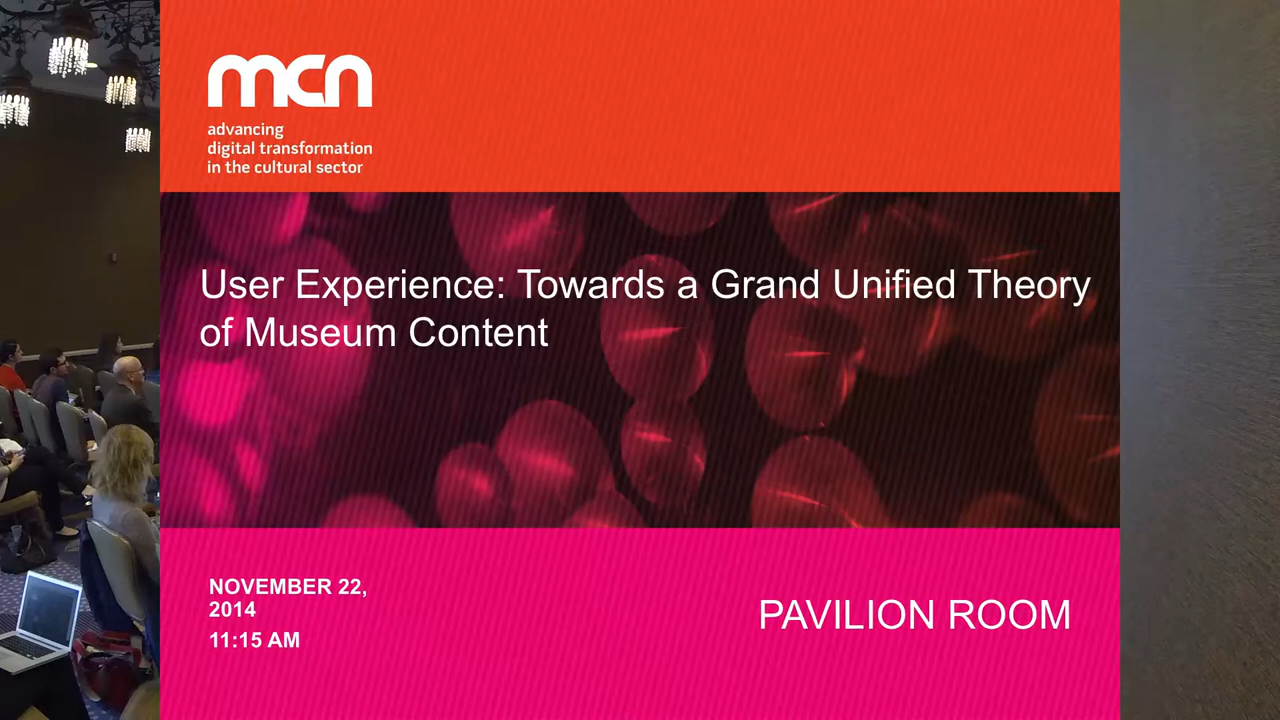 mcn
advancing
digital transformation
in the cultural sector
User Experience: Towards a Grand Unified Theory
of Museum Content
NOVEMBER 22,
2014
11:15 AM
PAVILION ROOM